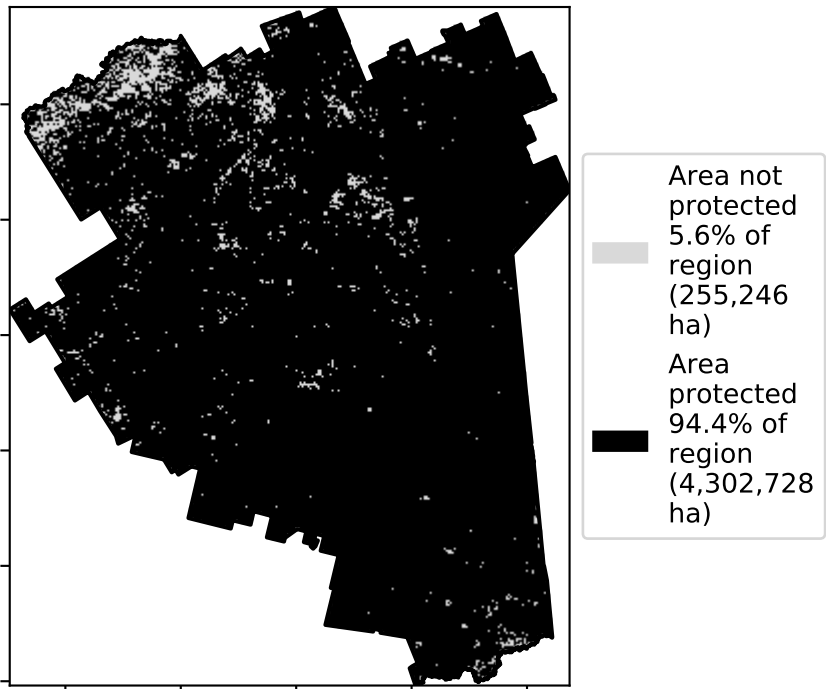 Area not
protected
5.6% of
region
(255,246
ha)
Area
protected
94.4% of
region
(4,302,728
ha)